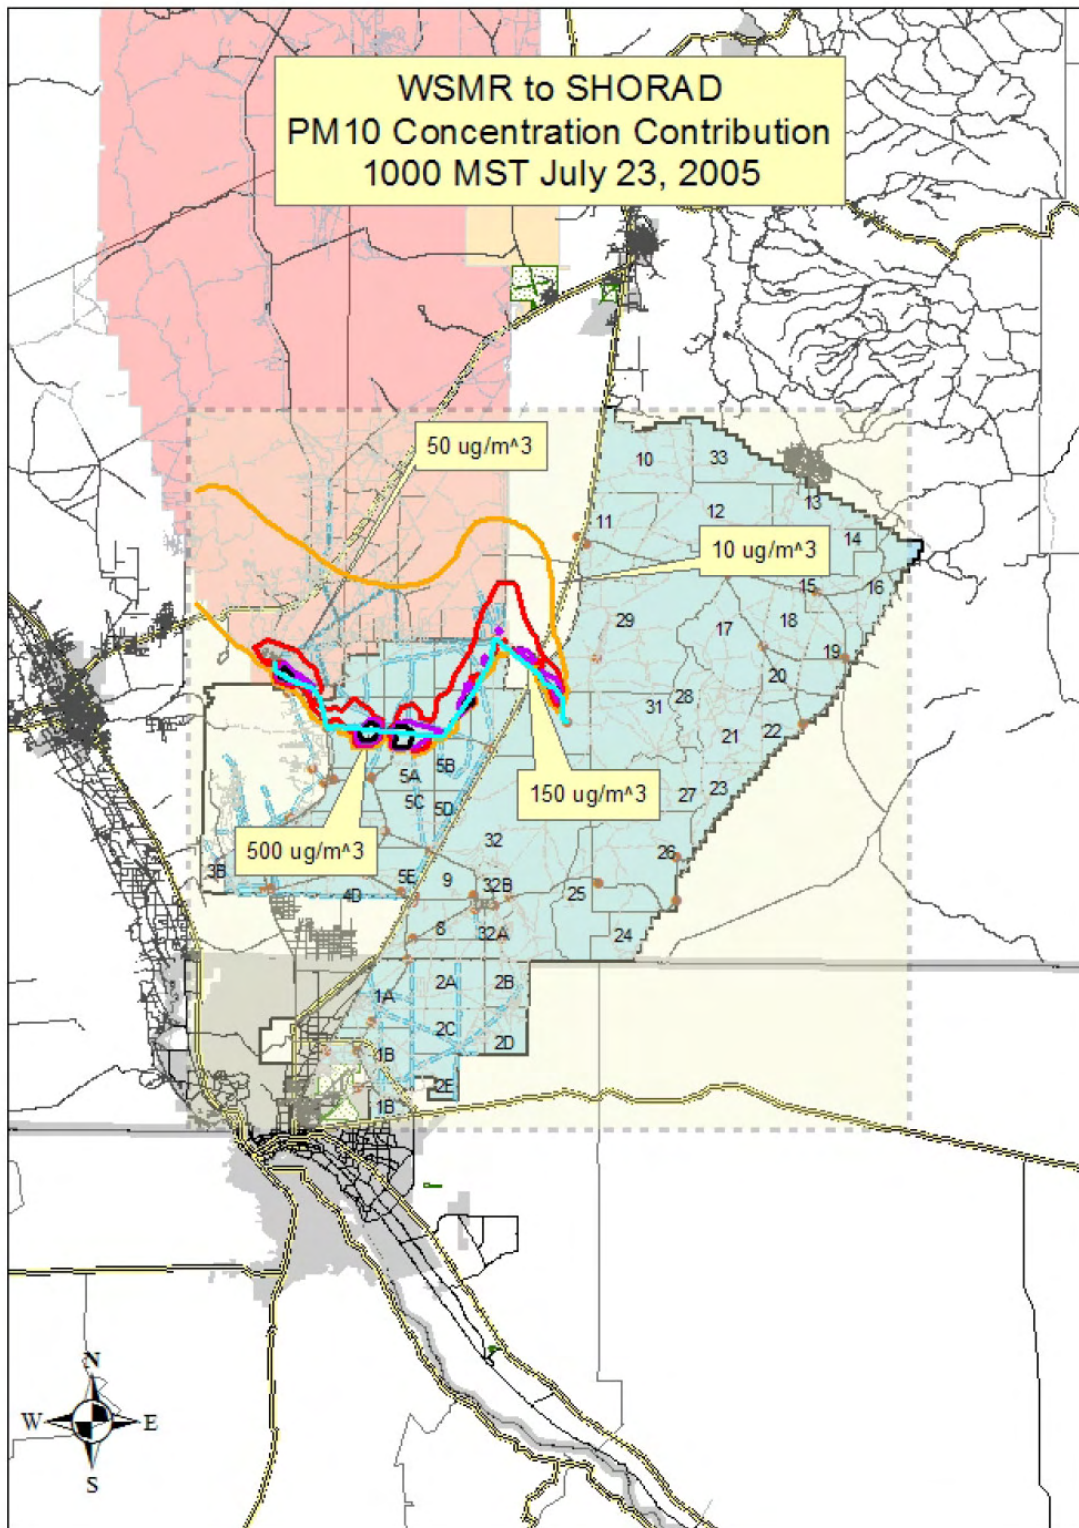 WSMR to SHORAD
PM10 Concentration Contribution
1000 MST July 23, 2005
50 ug/m^3
10
33
12
13
11
10 ug/m^3
14
15
16
29
17
18
19
20
31
28
21
22
5A
5B
150 ug/m^3
5C
5D
27
23
500 ug/m^3
32
3B
4D
5E
9
32B
25
26
8
32A
24
1A
2A
2B
2C
2D
1B
2E
1B
N
W
E
S